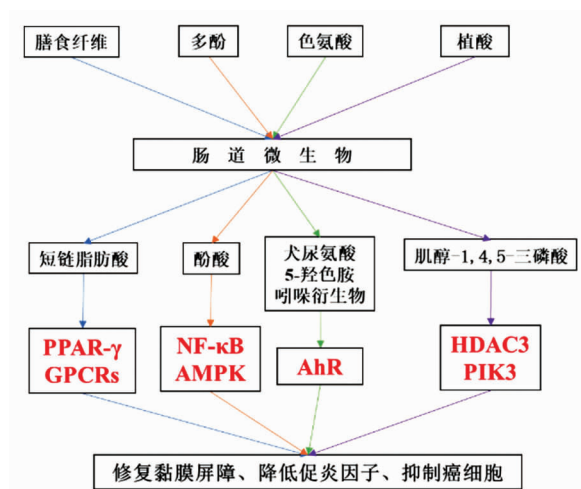 膳食纤维
多酚
色氨酸
植酸
肠道微生物
短链脂肪酸
酚酸
犬尿氨酸
5-羟色胺
吲哚衍生物
肌醇-1,4,5-三磷酸
PPAR-γ
GPCRs
NF-κB
AMPK
AhR
HDAC3
PIK3
修复黏膜屏障、降低促炎因子、抑制癌细胞